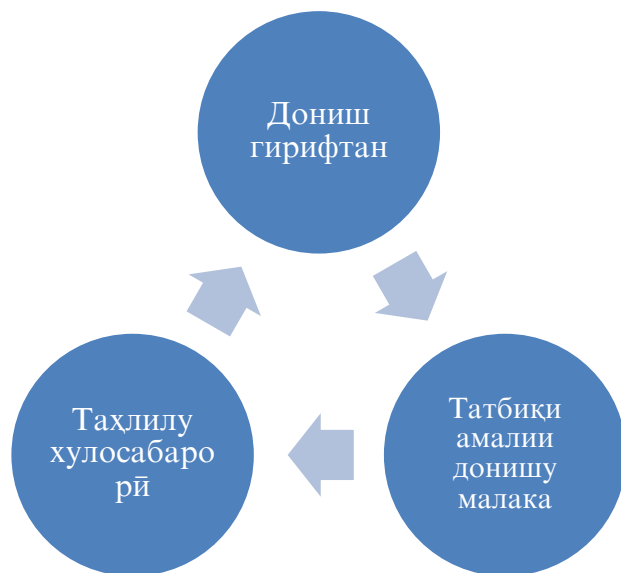 Дониш
гирифтан
Татбиқи
амалии
донишу
малака
Таҳлилу
хулосабаро
рӣ